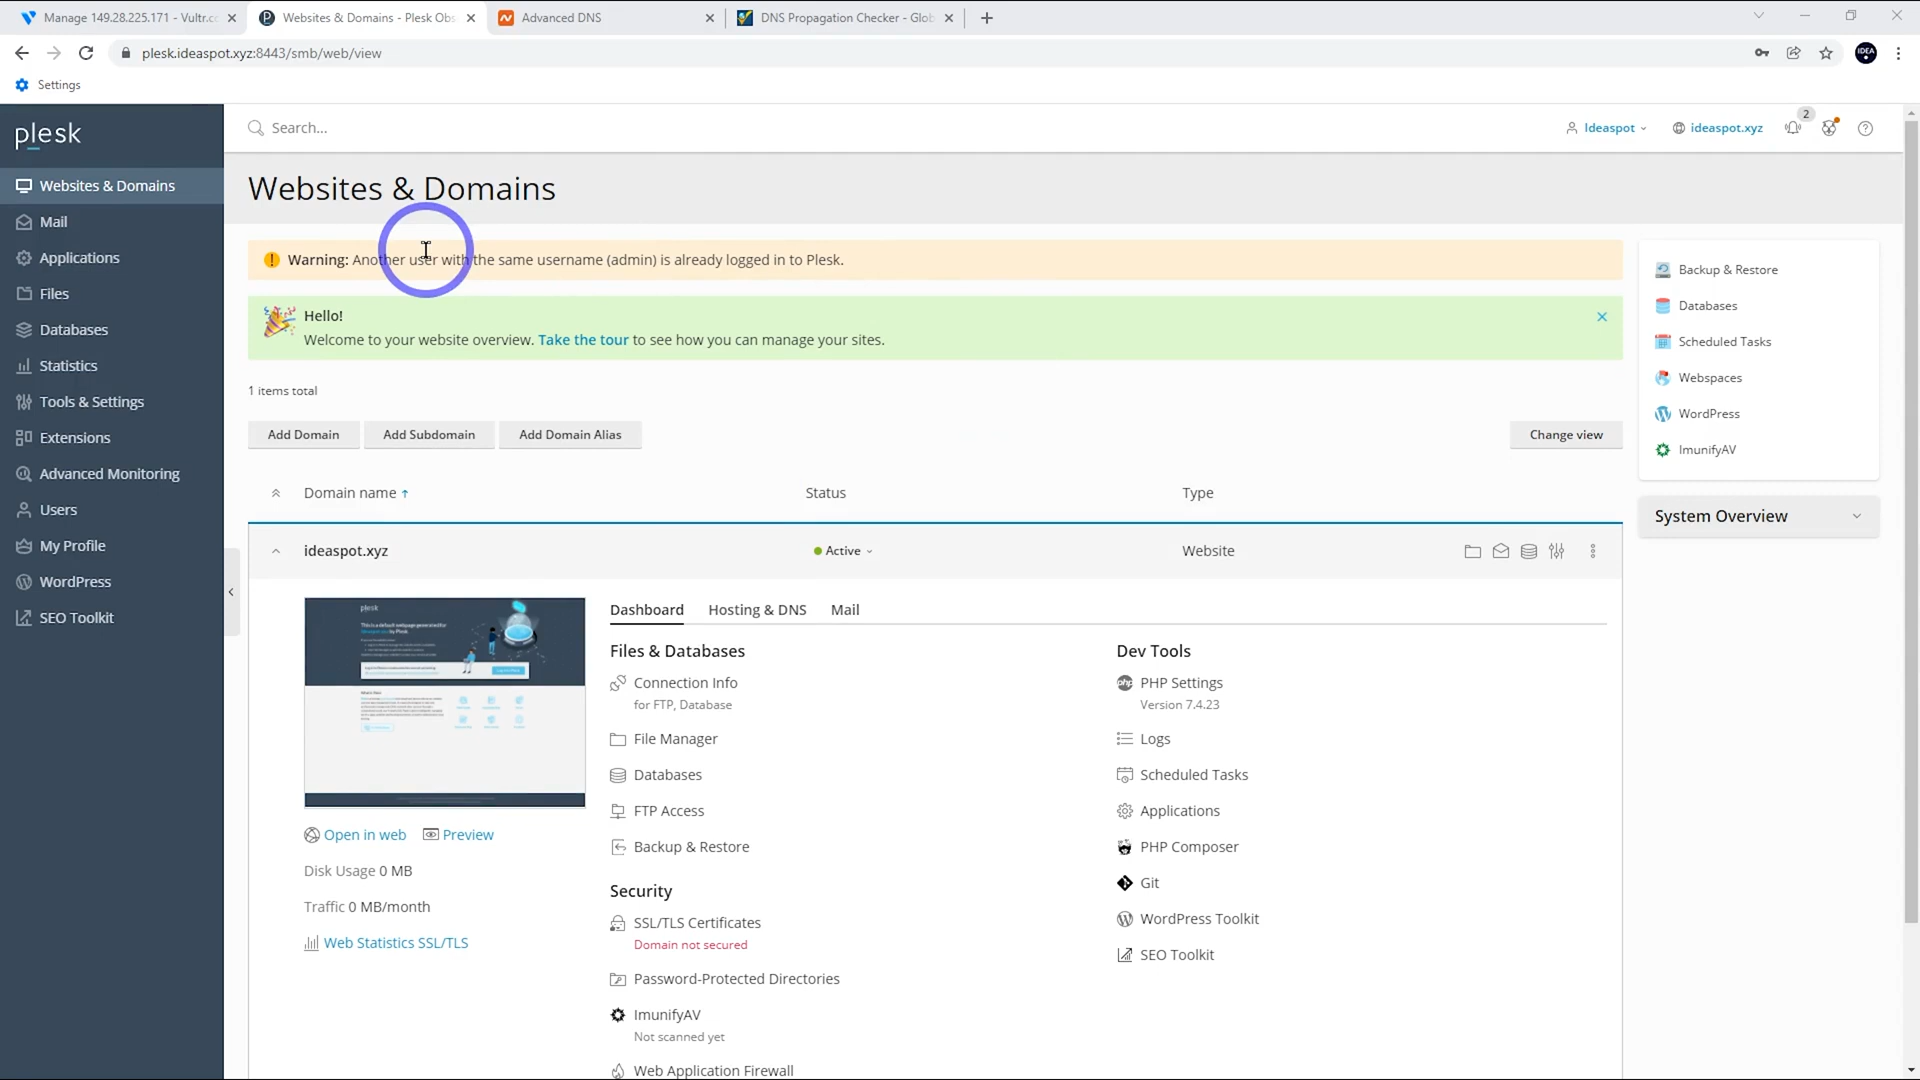 Manage 149.28.225.171 - Vultr.c
Websites & Domains - Plesk Obs
Advanced DNS
DNS Propagation Checker - Glob
plesk.ideaspot.xyz:8443/smb/web/view
IDEA
Settings
plesk
Search...
Ideaspot
ideaspot.xyz
2
Websites & Domains
Mail
Applications
Files
Databases
Statistics
Tools & Settings
Extensions
Advanced Monitoring
Users
My Profile
WordPress
SEO Toolkit
Websites & Domains
Warning: Another user with the same username (admin) is already logged in to Plesk.
Hello!
Welcome to your website overview. Take the tour to see how you can manage your sites.
1 items total
Add Domain
Add Subdomain
Add Domain Alias
Change view
Domain name
Status
Type
ideaspot.xyz
Active
Website
plesk
Open in web
Preview
Disk Usage 0 MB
Traffic 0 MB/month
Web Statistics SSL/TLS
Dashboard
Hosting & DNS
Mail
Files & Databases
Connection Info
for FTP, Database
File Manager
Databases
FTP Access
Backup & Restore
Security
SSL/TLS Certificates
Domain not secured
Password-Protected Directories
ImunifyAV
Not scanned yet
Web Application Firewall
Dev Tools
php
PHP Settings
Version 7.4.23
Logs
Scheduled Tasks
Applications
PHP Composer
Git
WordPress Toolkit
SEO Toolkit
Backup & Restore
Databases
Scheduled Tasks
Webspaces
WordPress
ImunifyAV
System Overview